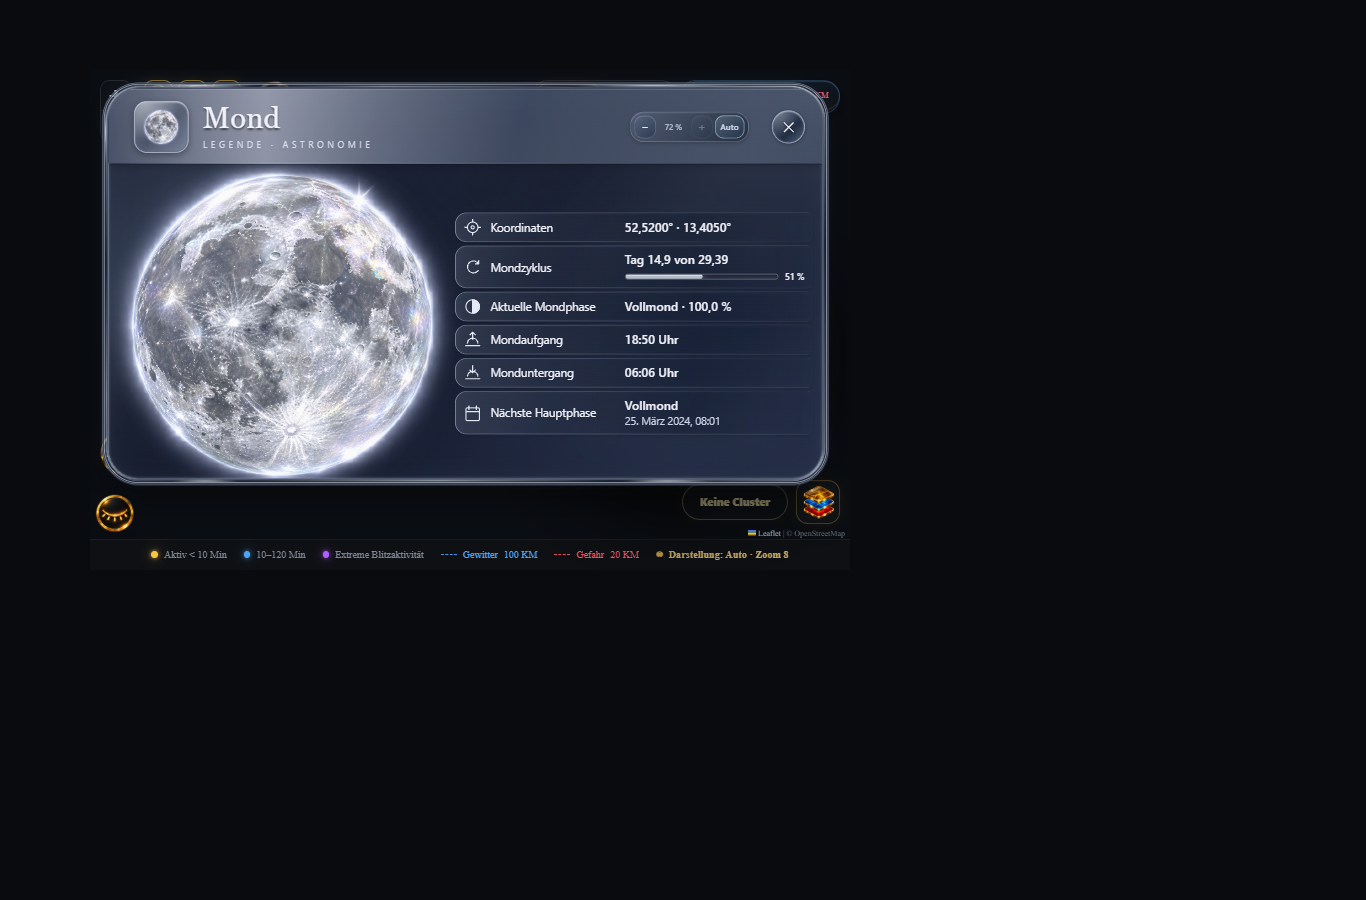 Mond
LEGENDE · ASTRONOMIE
− 72 % + Auto
KM
Koordinaten 52,5200° · 13,4050°
Mondzyklus Tag 14,9 von 29,39
51 %
Aktuelle Mondphase Vollmond · 100,0 %
Mondaufgang 18:50 Uhr
Monduntergang 06:06 Uhr
Nächste Hauptphase Vollmond
25. März 2024, 08:01
Keine Cluster
Leaflet | © OpenStreetMap
Aktiv < 10 Min 10–120 Min Extreme Blitzaktivität Gewitter 100 KM Gefahr 20 KM Darstellung: Auto · Zoom 8